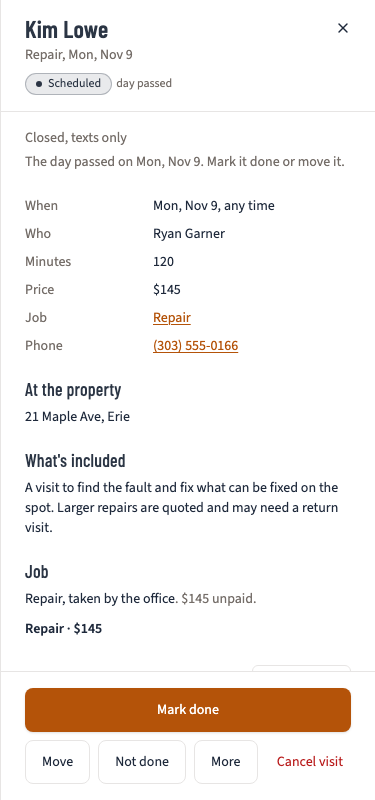 Kim Lowe
Repair, Mon, Nov 9
Scheduled day passed
Closed, texts only
The day passed on Mon, Nov 9. Mark it done or move it.
When Mon, Nov 9, any time
Who Ryan Garner
Minutes 120
Price $145
Job Repair
Phone (303) 555-0166
At the property
21 Maple Ave, Erie
What's included
A visit to find the fault and fix what can be fixed on the
spot. Larger repairs are quoted and may need a return
visit.
Job
Repair, taken by the office. $145 unpaid.
Repair · $145
Mark done
Move Not done More Cancel visit